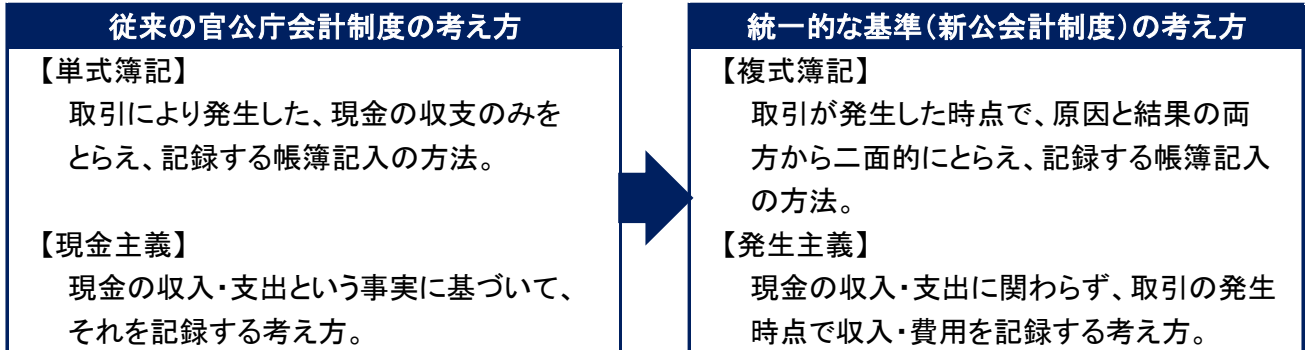 従来の官公庁会計制度の考え方
【単式簿記】
取引により発生した、現金の収支のみを
とらえ、記録する帳簿記入の方法。
【現金主義】
現金の収入・支出という事実に基づいて、
それを記録する考え方。
統一的な基準（新公会計制度）の考え方
【複式簿記】
取引が発生した時点で、原因と結果の両
方から二面的にとらえ、記録する帳簿記入
の方法。
【発生主義】
現金の収入・支出に関わらず、取引の発生
時点で収入・費用を記録する考え方。